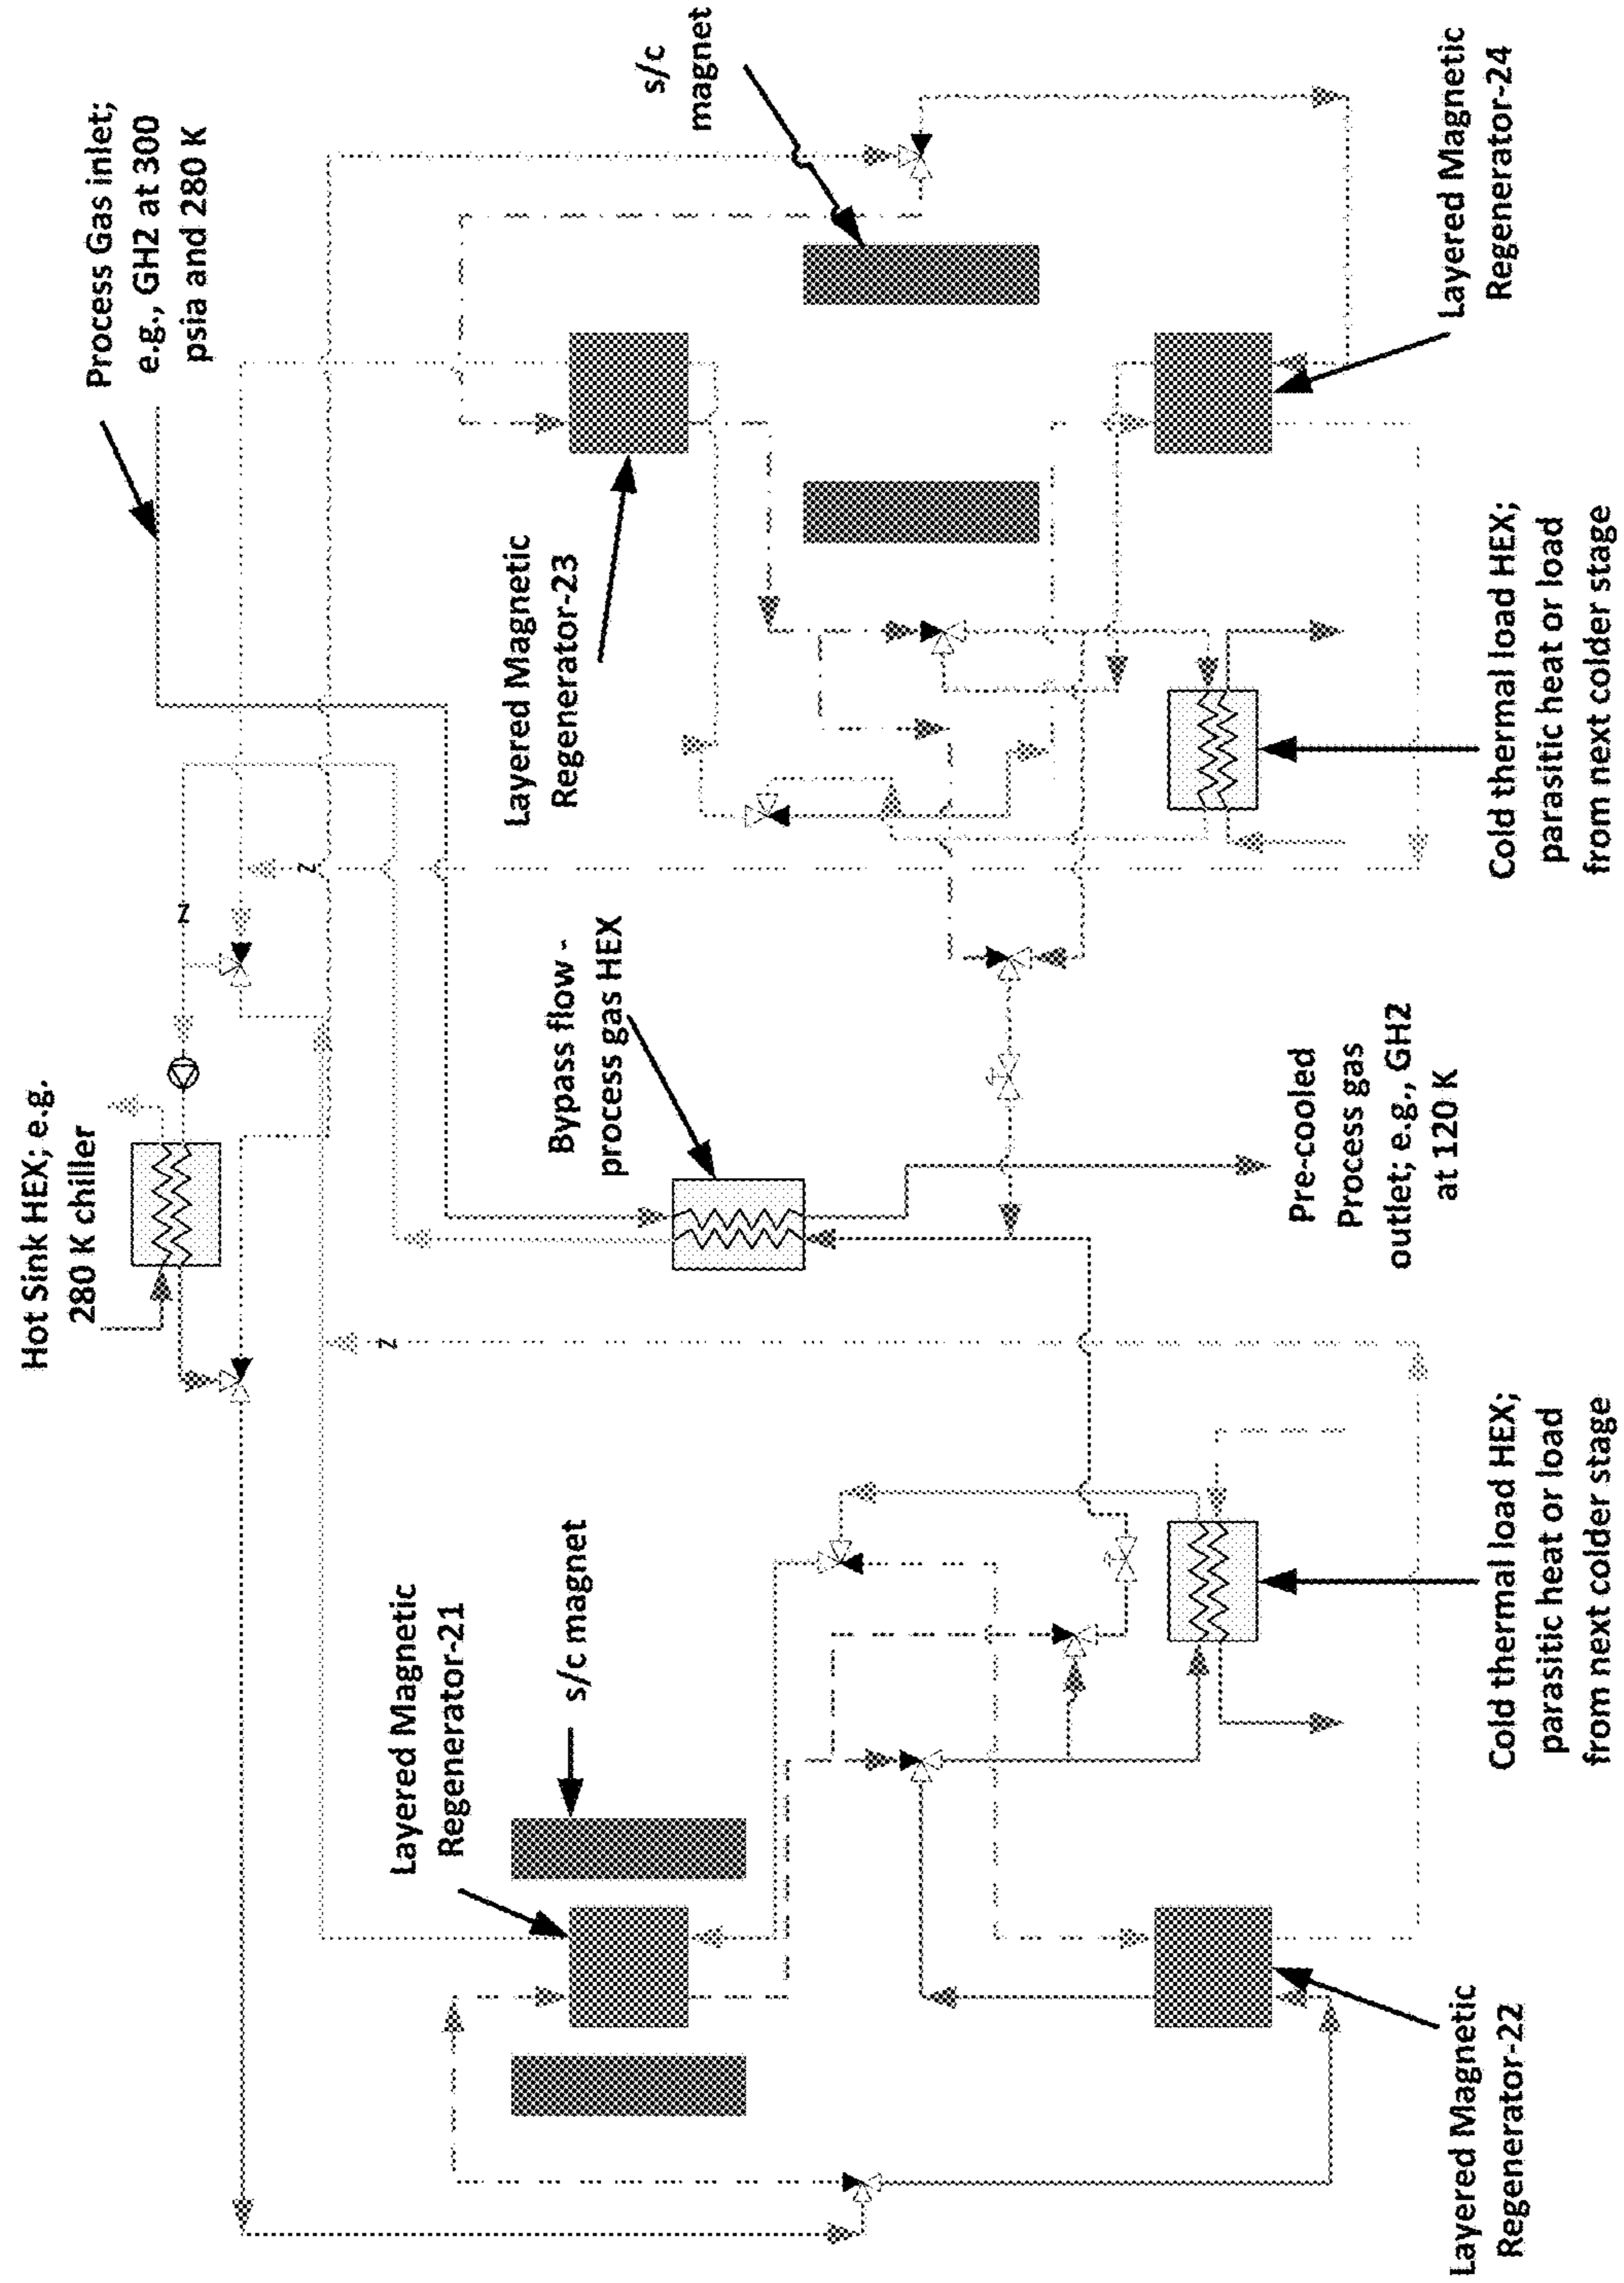 Hot Sink HEX; e.g.
280 K chiller
Process Gas inlet;
e.g., GH2 at 300
psia and 280 K
Layered Magnetic
Regenerator-21
s/c magnet
Bypass flow -
process gas HEX
Layered Magnetic
Regenerator-23
s/c
magnet
Layered Magnetic
Regenerator-22
Cold thermal load HEX;
parasitic heat or load
from next colder stage
Pre-cooled
Process gas
outlet; e.g., GH2
at 120 K
Cold thermal load HEX;
parasitic heat or load
from next colder stage
Layered Magnetic
Regenerator-24